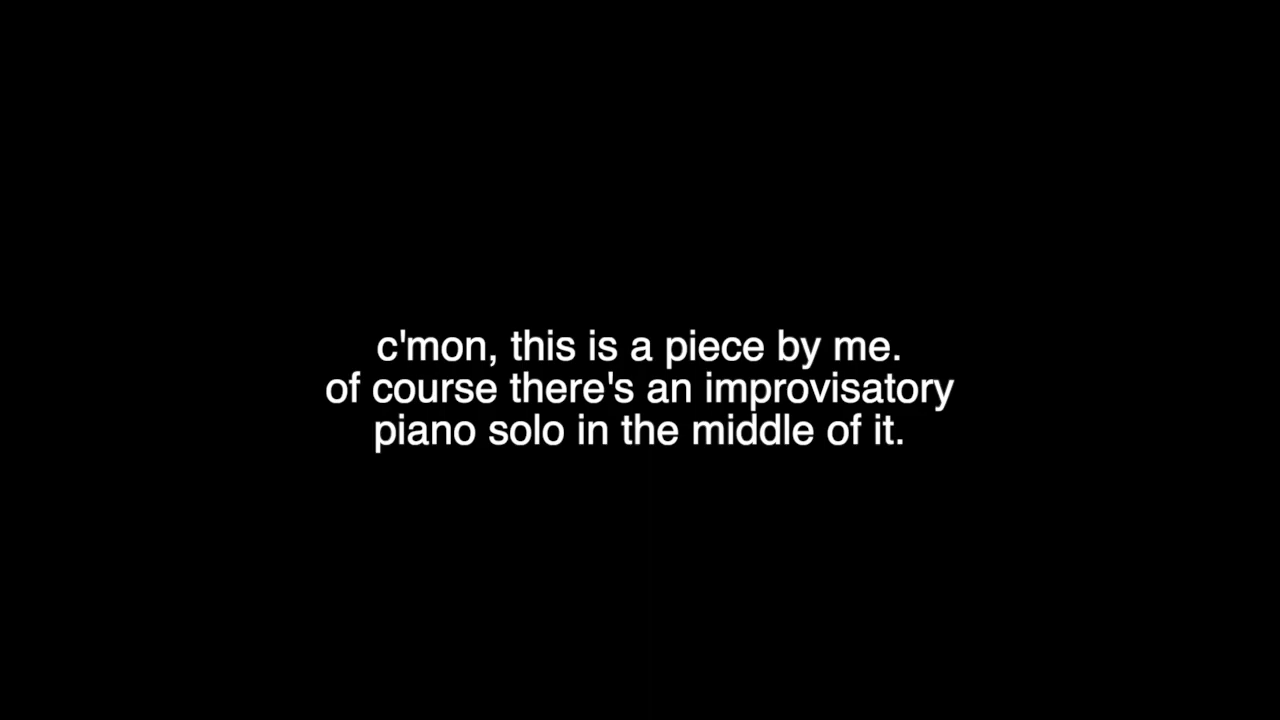 c'mon, this is a piece by me.
of course there's an improvisatory
piano solo in the middle of it.